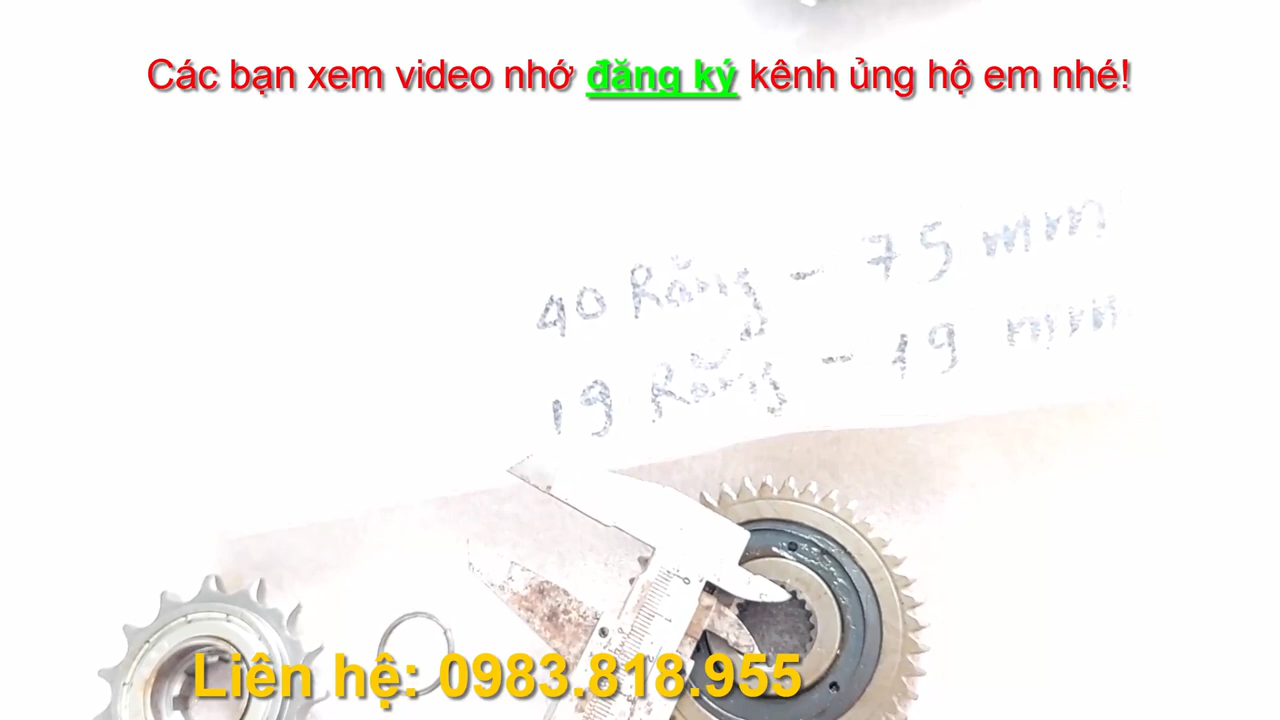 Các bạn xem video nhớ đăng ký kênh ủng hộ em nhé!
40 Răng - 75 mm
19 Răng - 19 mm
Liên hệ: 0983.818.955